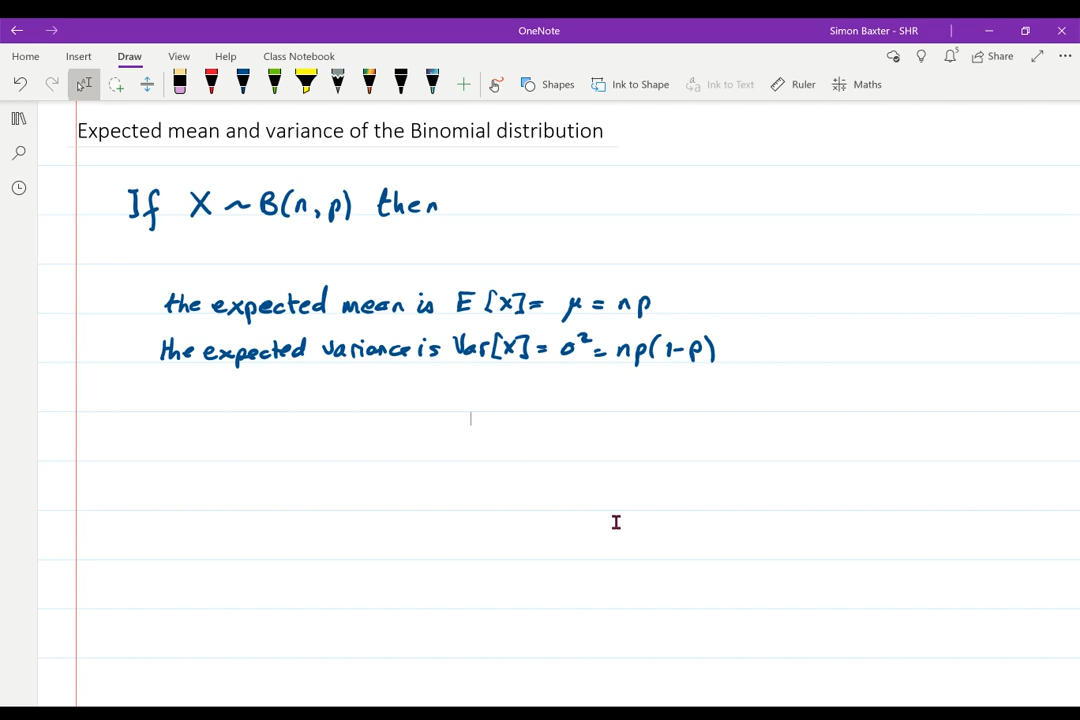 OneNote
Simon Baxter - SHR
Home Insert Draw View Help Class Notebook
5
Share
Shapes Ink to Shape Ink to Text Ruler Maths
Expected mean and variance of the Binomial distribution
If X ~ B(n, p) then
the expected mean is E[X] = μ = np
the expected variance is Var[X] = σ² = np(1-p)